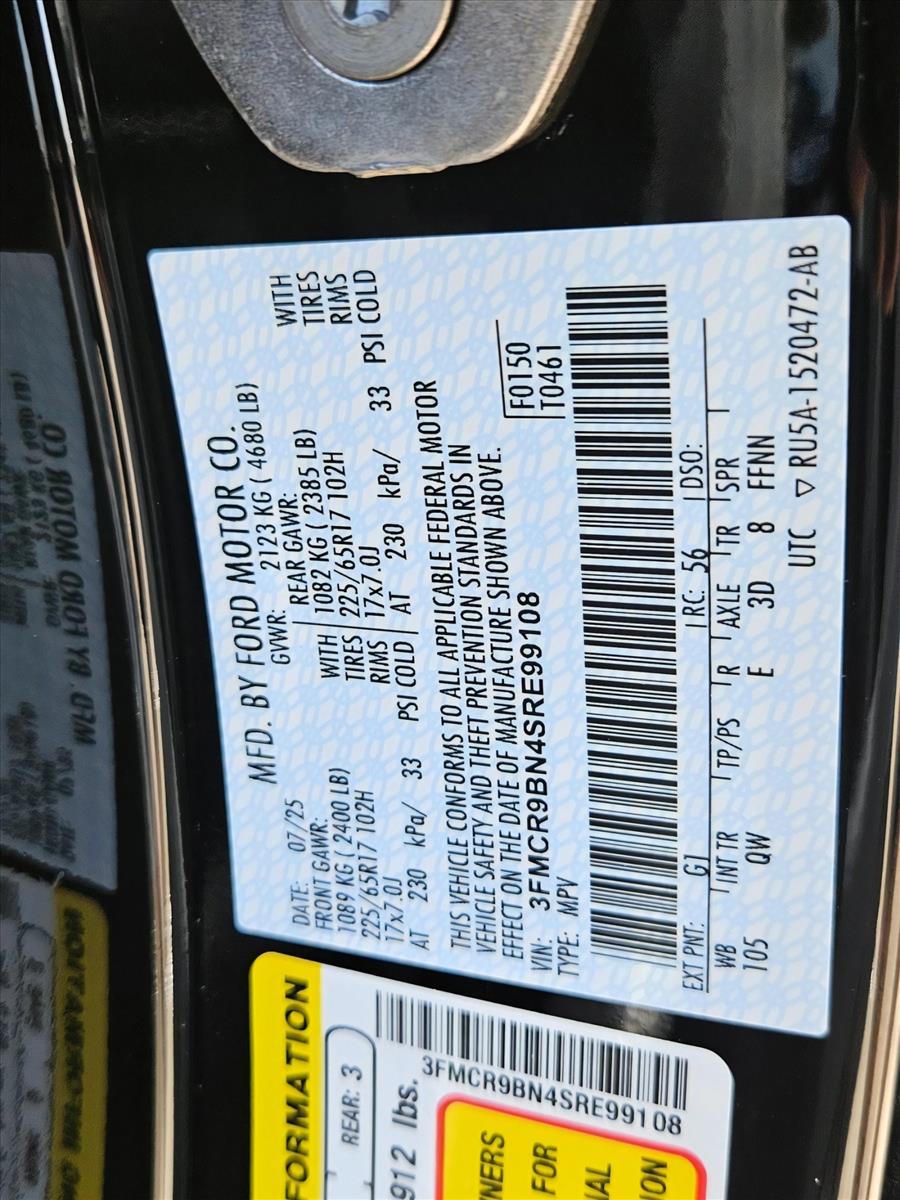 MFD. BY FORD MOTOR CO.
DATE: 07/25 GVWR: 2123 KG ( 4680 LB)
FRONT GAWR: REAR GAWR:
1089 KG ( 2400 LB) WITH 1082 KG ( 2385 LB) WITH
225/65R17 102H TIRES 225/65R17 102H TIRES
17x7.0J RIMS 17x7.0J RIMS
AT 230 kPa/ 33 PSI COLD AT 230 kPa/ 33 PSI COLD
THIS VEHICLE CONFORMS TO ALL APPLICABLE FEDERAL MOTOR
VEHICLE SAFETY AND THEFT PREVENTION STANDARDS IN
EFFECT ON THE DATE OF MANUFACTURE SHOWN ABOVE.
VIN: 3FMCR9BN4SRE99108
TYPE: MPV
F0150
T0461
EXT PNT: G1 RC: 56 DSO:
WB INT TR TP/PS R AXLE TR SPR
105 QW E 3D 8 FFNN
UTC ▽ RU5A-1520472-AB
FORMATION
REAR: 3
912 lbs.
3FMCR9BN4SRE99108
NERS
FOR
NAL
ION